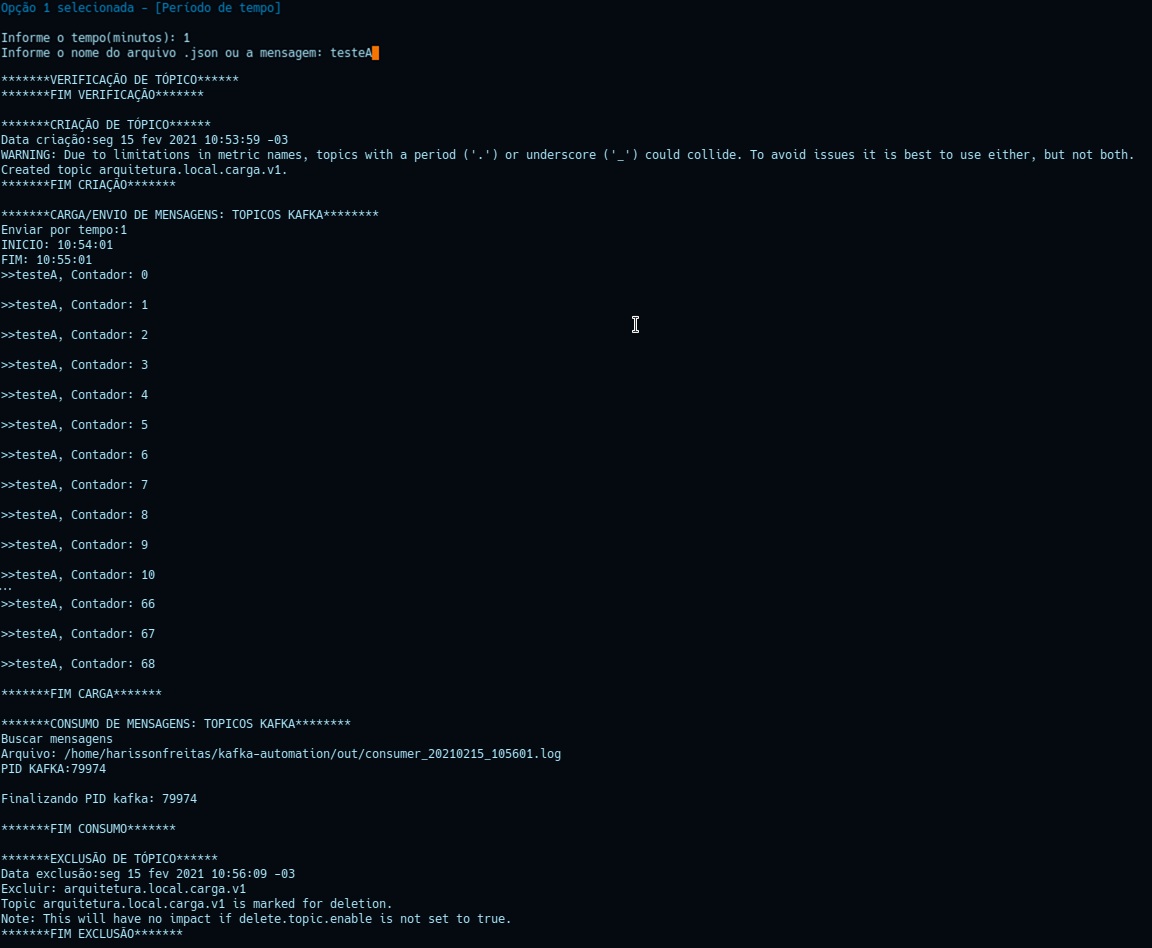 Opção 1 selecionada - [Período de tempo]
Informe o tempo(minutos): 1
Informe o nome do arquivo .json ou a mensagem: testeA
*******VERIFICAÇÃO DE TÓPICO******
*******FIM VERIFICAÇÃO*******
*******CRIAÇÃO DE TÓPICO******
Data criação:seg 15 fev 2021 10:53:59 -03
WARNING: Due to limitations in metric names, topics with a period ('.') or underscore ('_') could collide. To avoid issues it is best to use either, but not both.
Created topic arquitetura.local.carga.v1.
*******FIM CRIAÇÃO*******
*******CARGA/ENVIO DE MENSAGENS: TOPICOS KAFKA********
Enviar por tempo:1
INICIO: 10:54:01
FIM: 10:55:01
>>testeA, Contador: 0
>>testeA, Contador: 1
>>testeA, Contador: 2
>>testeA, Contador: 3
>>testeA, Contador: 4
>>testeA, Contador: 5
>>testeA, Contador: 6
>>testeA, Contador: 7
>>testeA, Contador: 8
>>testeA, Contador: 9
>>testeA, Contador: 10
...
>>testeA, Contador: 66
>>testeA, Contador: 67
>>testeA, Contador: 68
*******FIM CARGA*******
*******CONSUMO DE MENSAGENS: TOPICOS KAFKA********
Buscar mensagens
Arquivo: /home/harissonfreitas/kafka-automation/out/consumer_20210215_105601.log
PID KAFKA:79974
Finalizando PID kafka: 79974
*******FIM CONSUMO*******
*******EXCLUSÃO DE TÓPICO******
Data exclusão:seg 15 fev 2021 10:56:09 -03
Excluir: arquitetura.local.carga.v1
Topic arquitetura.local.carga.v1 is marked for deletion.
Note: This will have no impact if delete.topic.enable is not set to true.
*******FIM EXCLUSÃO*******